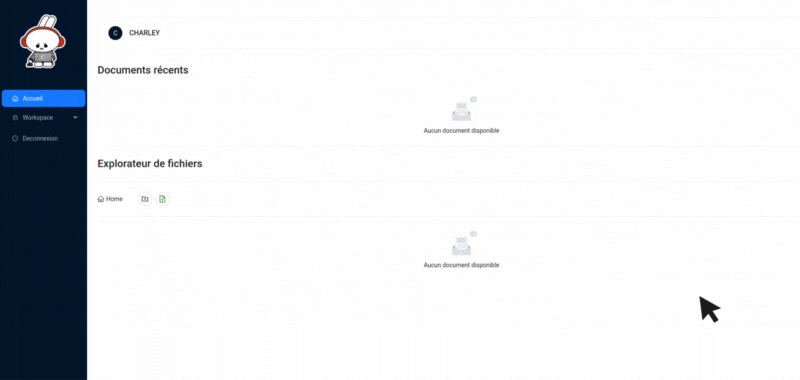 Accueil
Workspace
Deconnexion
C CHARLEY
Documents récents
Aucun document disponible
Explorateur de fichiers
Home
Aucun document disponible